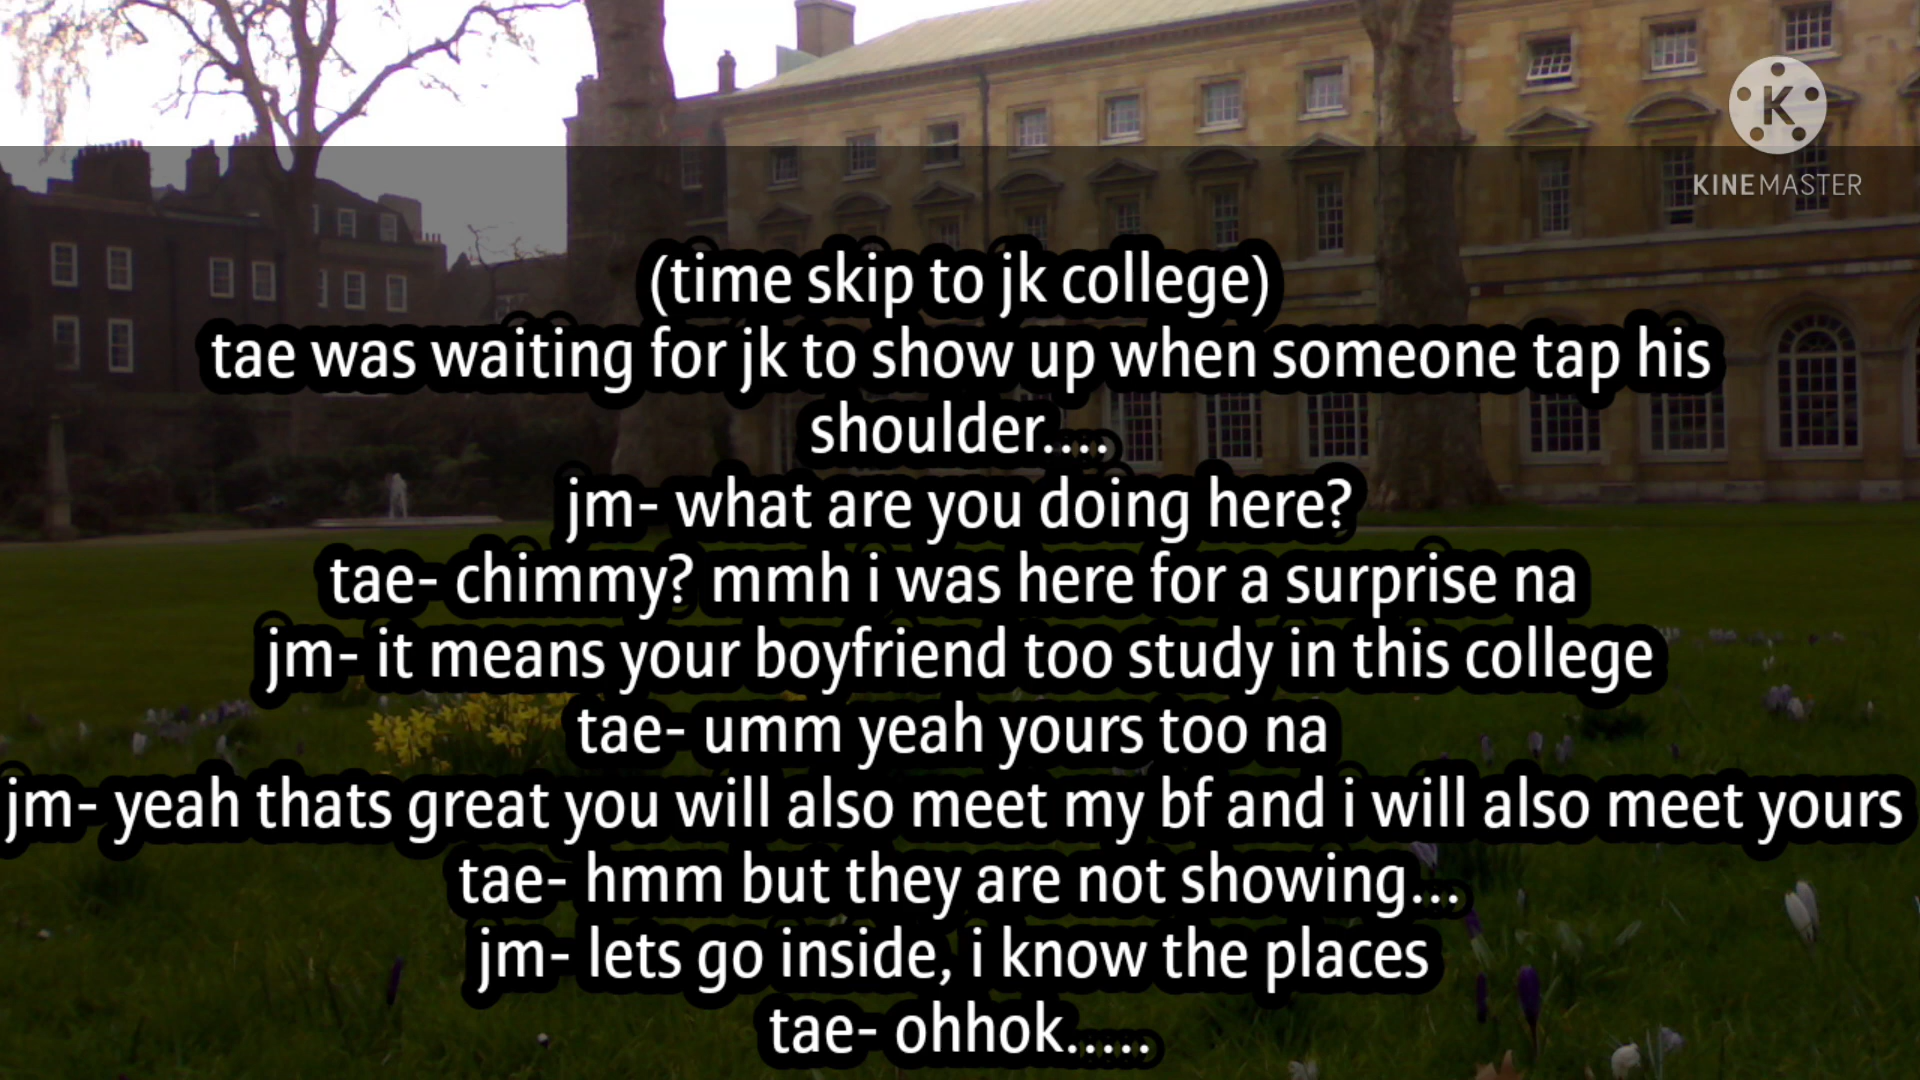 K
KINEMASTER
(time skip to jk college)
tae was waiting for jk to show up when someone tap his
shoulder....
jm- what are you doing here?
tae- chimmy? mmh i was here for a surprise na
jm- it means your boyfriend too study in this college
tae- umm yeah yours too na
jm- yeah thats great you will also meet my bf and i will also meet yours
tae- hmm but they are not showing...
jm- lets go inside, i know the places
tae- ohhok.....